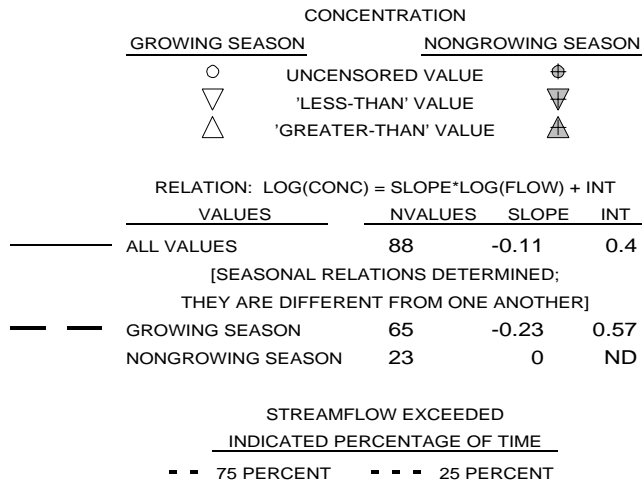 CONCENTRATION
GROWING SEASON NONGROWING SEASON
UNCENSORED VALUE
'LESS-THAN' VALUE
'GREATER-THAN' VALUE
RELATION: LOG(CONC) = SLOPE*LOG(FLOW) + INT
VALUES NVALUES SLOPE INT
ALL VALUES 88 -0.11 0.4
[SEASONAL RELATIONS DETERMINED;
THEY ARE DIFFERENT FROM ONE ANOTHER]
GROWING SEASON 65 -0.23 0.57
NONGROWING SEASON 23 0 ND
STREAMFLOW EXCEEDED
INDICATED PERCENTAGE OF TIME
75 PERCENT 25 PERCENT